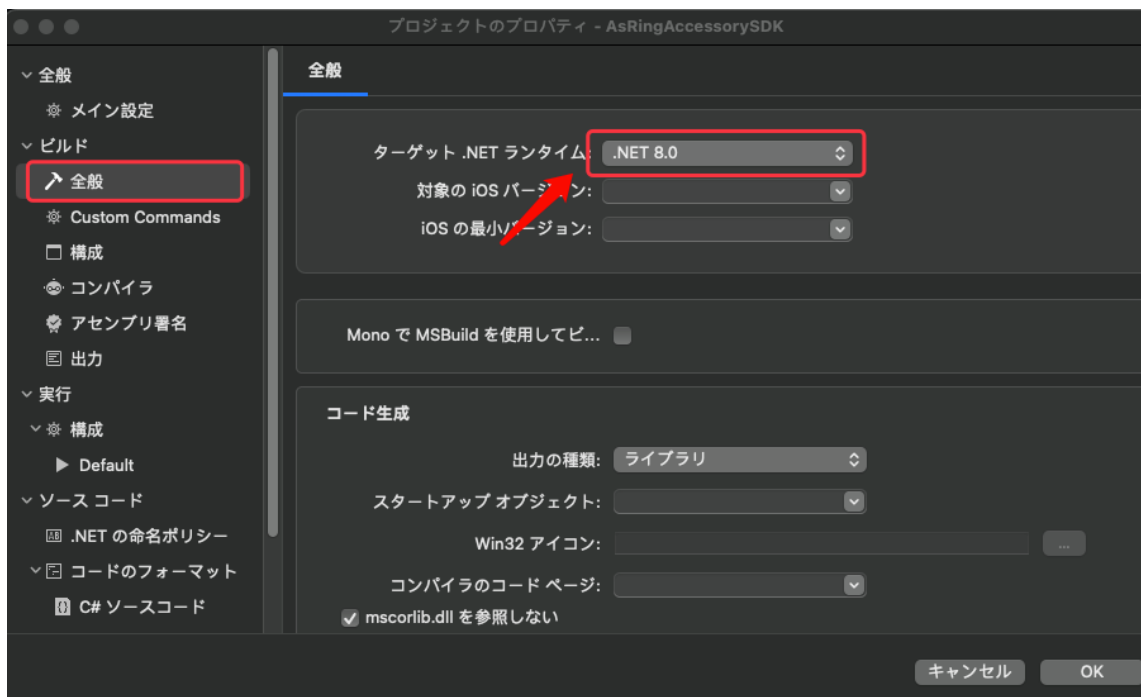 プロジェクトのプロパティ - AsRingAccessorySDK
全般
メイン設定
ビルド
全般
Custom Commands
構成
コンパイラ
アセンブリ署名
出力
実行
構成
Default
ソース コード
.NET の命名ポリシー
コードのフォーマット
C# ソースコード
全般
ターゲット .NET ランタイム: .NET 8.0
対象の iOS バージョン:
iOS の最小バージョン:
Mono で MSBuild を使用してビ...
コード生成
出力の種類: ライブラリ
スタートアップ オブジェクト:
Win32 アイコン:
...
コンパイラのコード ページ:
mscorlib.dll を参照しない
キャンセル
OK